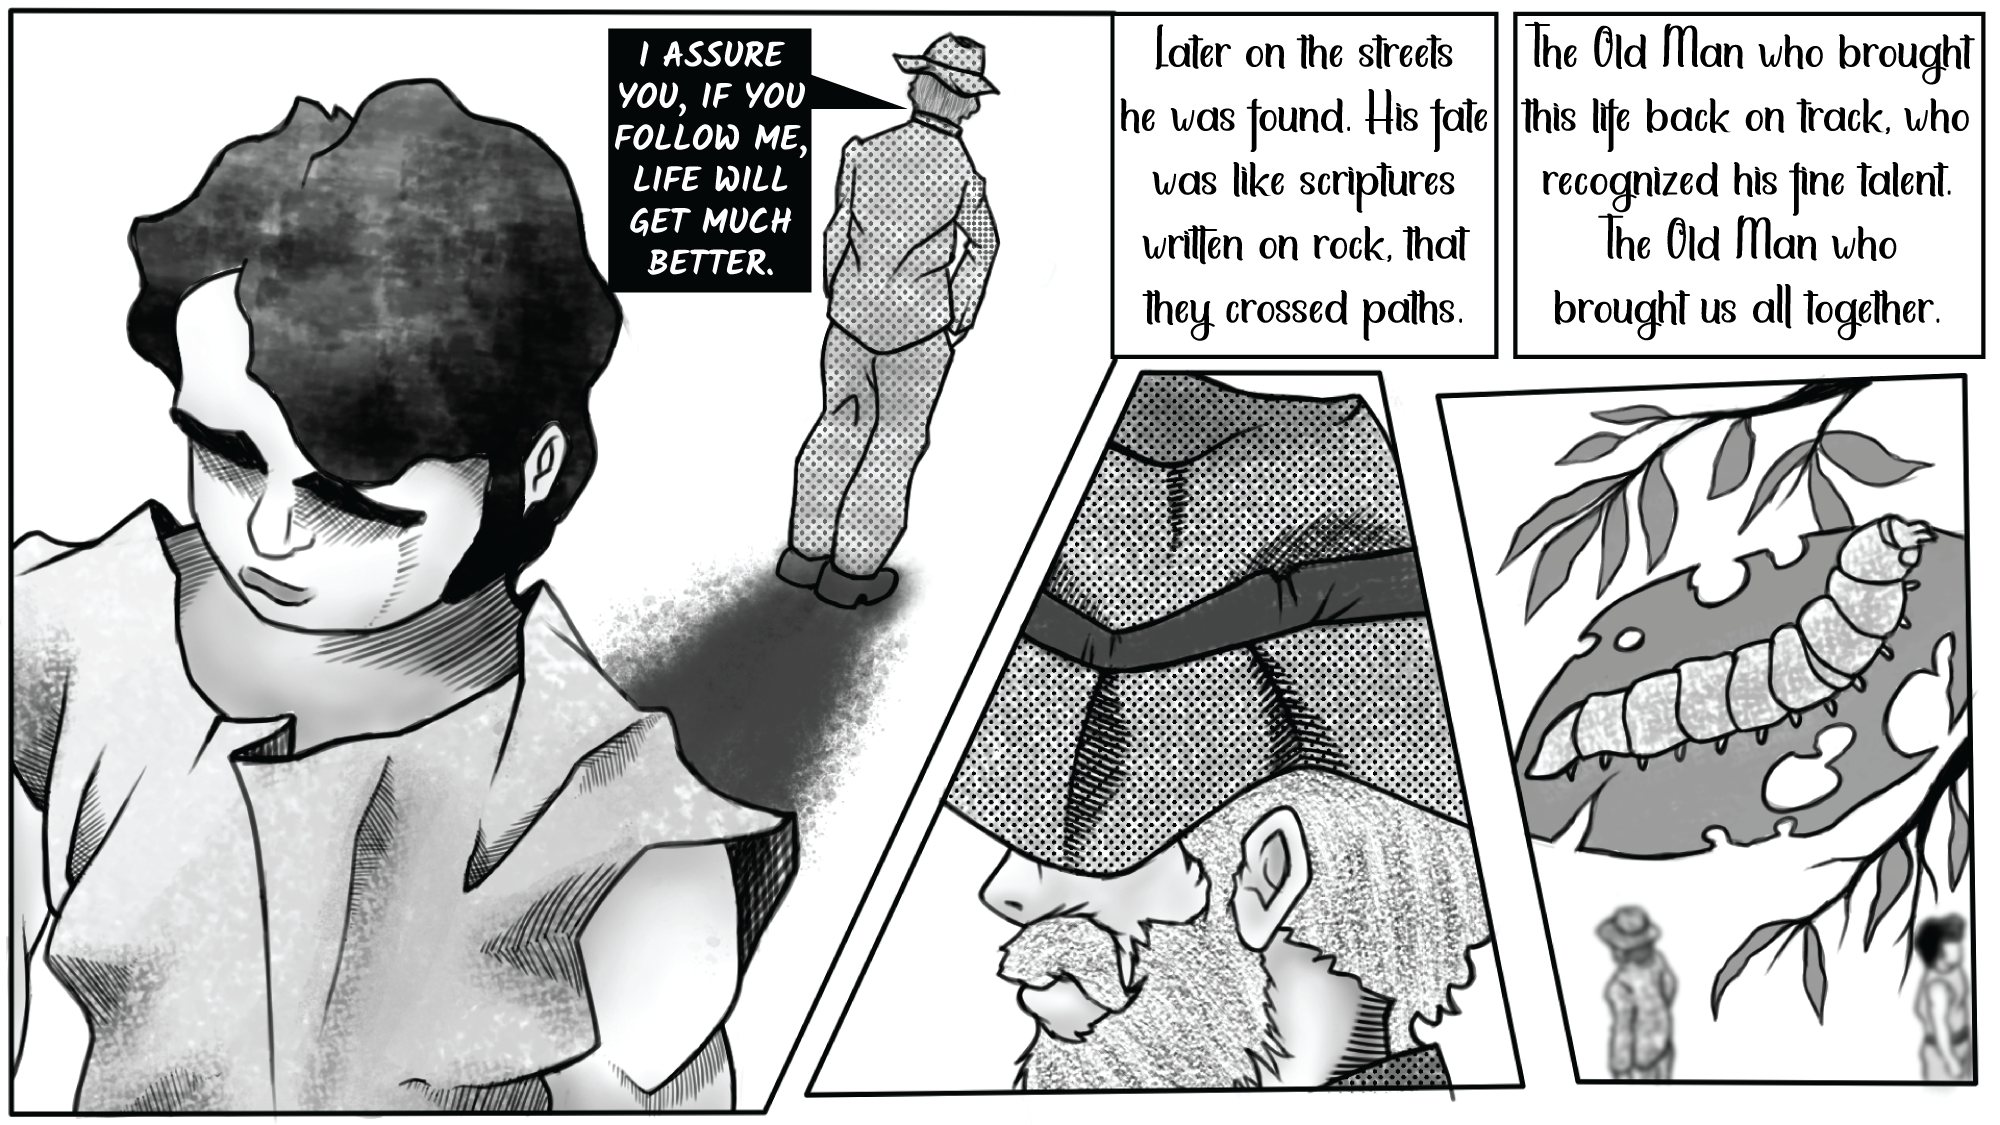 I ASSURE
YOU, IF YOU
FOLLOW ME,
LIFE WILL
GET MUCH
BETTER.
Later on the streets
he was found. His fate
was like scriptures
written on rock, that
they crossed paths.
The Old Man who brought
this life back on track, who
recognized his fine talent.
The Old Man who
brought us all together.